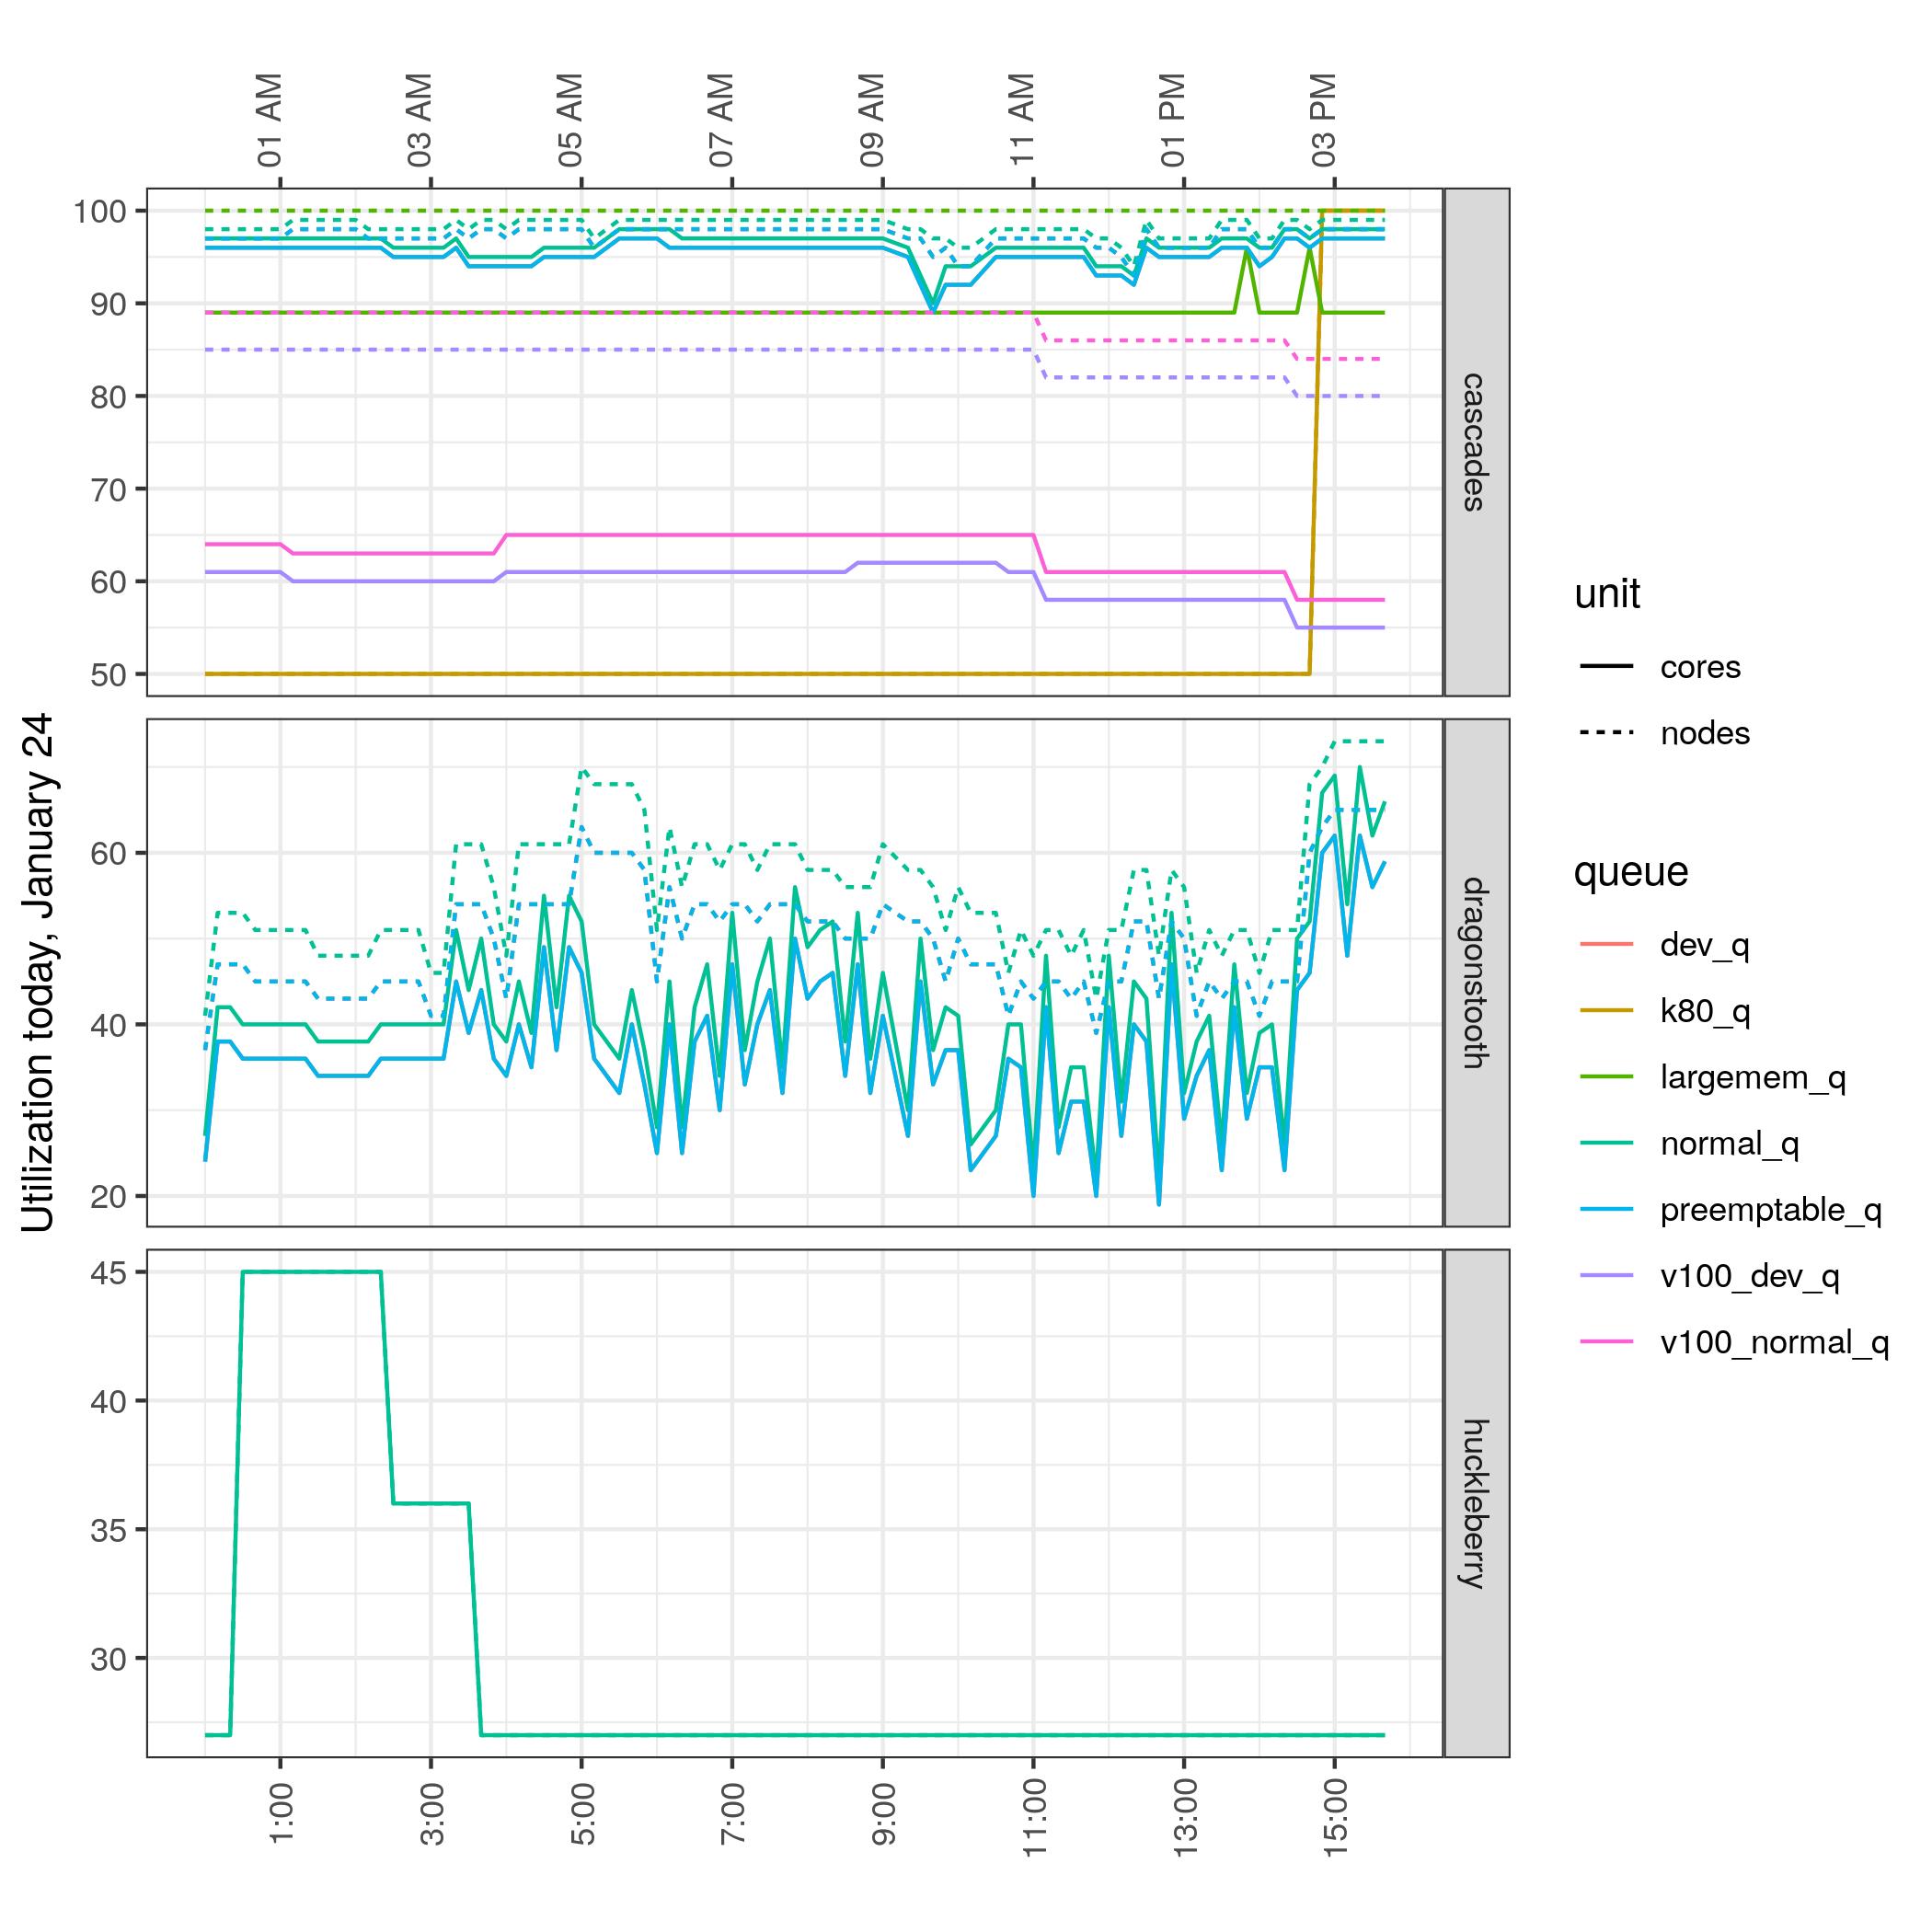 01 AM
03 AM
05 AM
07 AM
09 AM
11 AM
01 PM
03 PM
Utilization today, January 24
100
90
80
70
60
50
cascades
60
40
20
dragonstooth
45
40
35
30
huckleberry
1:00
3:00
5:00
7:00
9:00
11:00
13:00
15:00
unit
cores
nodes
queue
dev_q
k80_q
largemem_q
normal_q
preemptable_q
v100_dev_q
v100_normal_q